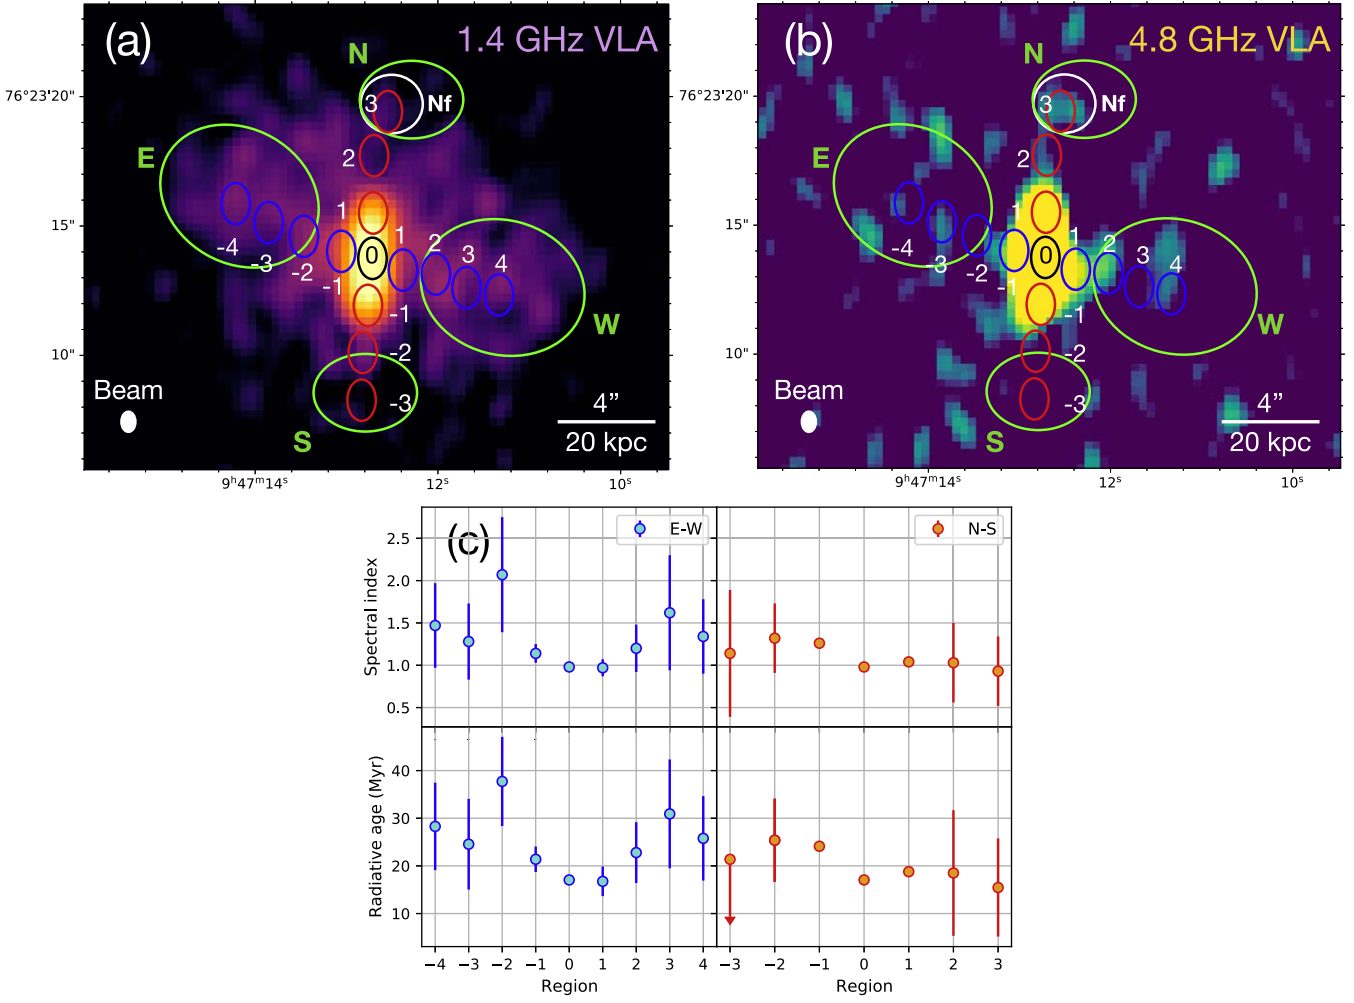 (a)
1.4 GHz VLA
N
3
Nf
76°23'20"
2
E
1
15"
0
1
2
3
4
-4
-3
-2
-1
-1
W
-2
10"
Beam
-3
S
4”
20 kpc
9ʰ47ᵐ14ˢ
12ˢ
10ˢ
(b)
4.8 GHz VLA
N
3
Nf
76°23'20"
2
E
1
15"
0
1
2
3
4
-4
-3
-2
-1
-1
W
-2
10"
Beam
-3
S
4”
20 kpc
9ʰ47ᵐ14ˢ
12ˢ
10ˢ
(c)
E-W
N-S
Spectral index
2.5
2.0
1.5
1.0
0.5
Radiative age (Myr)
40
30
20
10
−4 −3 −2 −1 0 1 2 3 4
Region
−3 −2 −1 0 1 2 3
Region